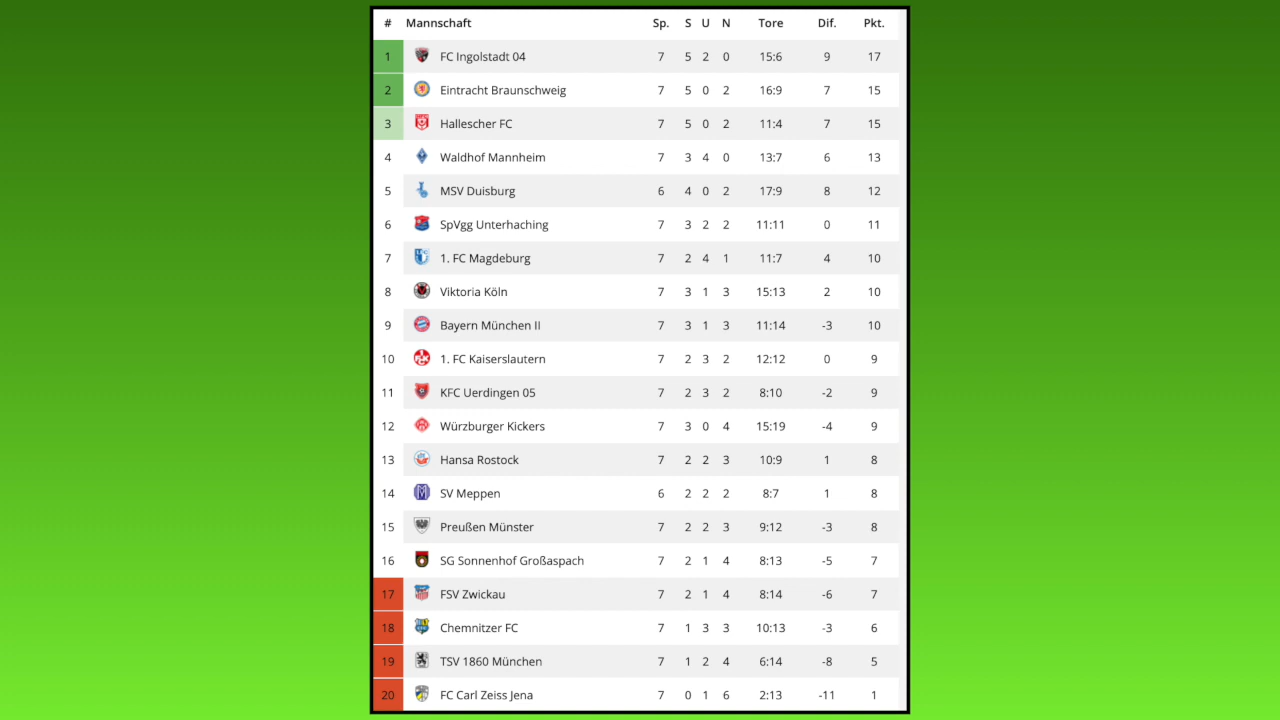 # Mannschaft Sp. S U N Tore Dif. Pkt.
1 FC Ingolstadt 04 7 5 2 0 15:6 9 17
2 Eintracht Braunschweig 7 5 0 2 16:9 7 15
3 Hallescher FC 7 5 0 2 11:4 7 15
4 Waldhof Mannheim 7 3 4 0 13:7 6 13
5 MSV Duisburg 6 4 0 2 17:9 8 12
6 SpVgg Unterhaching 7 3 2 2 11:11 0 11
7 1. FC Magdeburg 7 2 4 1 11:7 4 10
8 Viktoria Köln 7 3 1 3 15:13 2 10
9 Bayern München II 7 3 1 3 11:14 -3 10
10 1. FC Kaiserslautern 7 2 3 2 12:12 0 9
11 KFC Uerdingen 05 7 2 3 2 8:10 -2 9
12 Würzburger Kickers 7 3 0 4 15:19 -4 9
13 Hansa Rostock 7 2 2 3 10:9 1 8
14 SV Meppen 6 2 2 2 8:7 1 8
15 Preußen Münster 7 2 2 3 9:12 -3 8
16 SG Sonnenhof Großaspach 7 2 1 4 8:13 -5 7
17 FSV Zwickau 7 2 1 4 8:14 -6 7
18 Chemnitzer FC 7 1 3 3 10:13 -3 6
19 TSV 1860 München 7 1 2 4 6:14 -8 5
20 FC Carl Zeiss Jena 7 0 1 6 2:13 -11 1